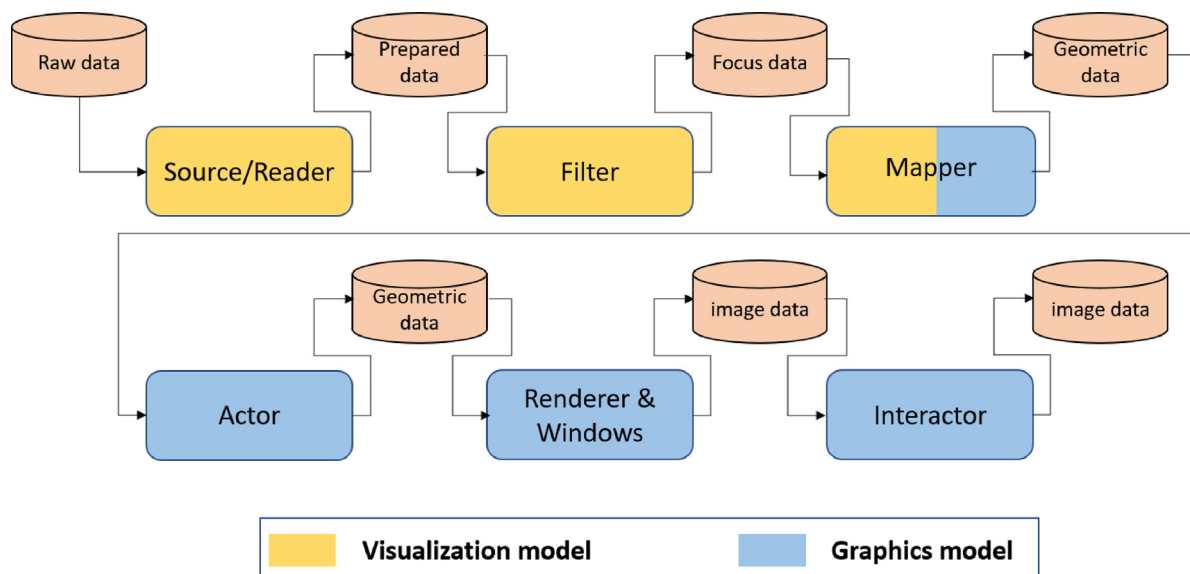 Raw data
Prepared
data
Focus data
Geometric
data
Source/Reader
Filter
Mapper
Geometric
data
image data
image data
Actor
Renderer &
Windows
Interactor
Visualization model
Graphics model